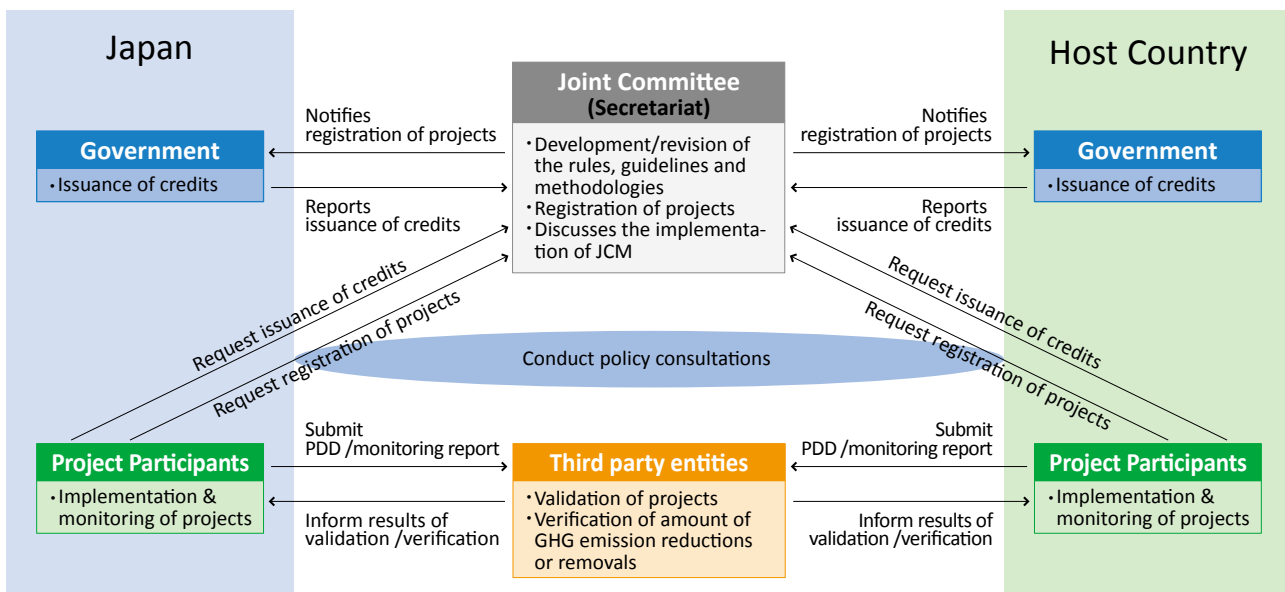 Japan
Host Country
Joint Committee
(Secretariat)
・Development/revision of
the rules, guidelines and
methodologies
・Registration of projects
・Discusses the implementa-
tion of JCM
Notifies
registration of projects
Notifies
registration of projects
Government
・Issuance of credits
Government
・Issuance of credits
Reports
issuance of credits
Reports
issuance of credits
Request issuance of credits
Request registration of projects
Request issuance of credits
Request registration of projects
Conduct policy consultations
Submit
PDD /monitoring report
Submit
PDD /monitoring report
Project Participants
・Implementation &
monitoring of projects
Third party entities
・Validation of projects
・Verification of amount of
GHG emission reductions
or removals
Project Participants
・Implementation &
monitoring of projects
Inform results of
validation /verification
Inform results of
validation /verification